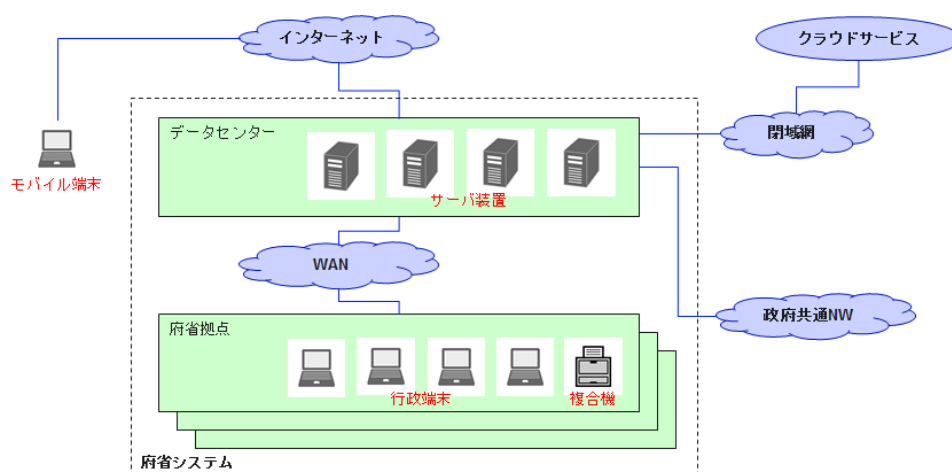 インターネット
クラウドサービス
データセンター
閉域網
モバイル端末
サーバ装置
WAN
政府共通NW
府省拠点
行政端末
複合機
府省システム